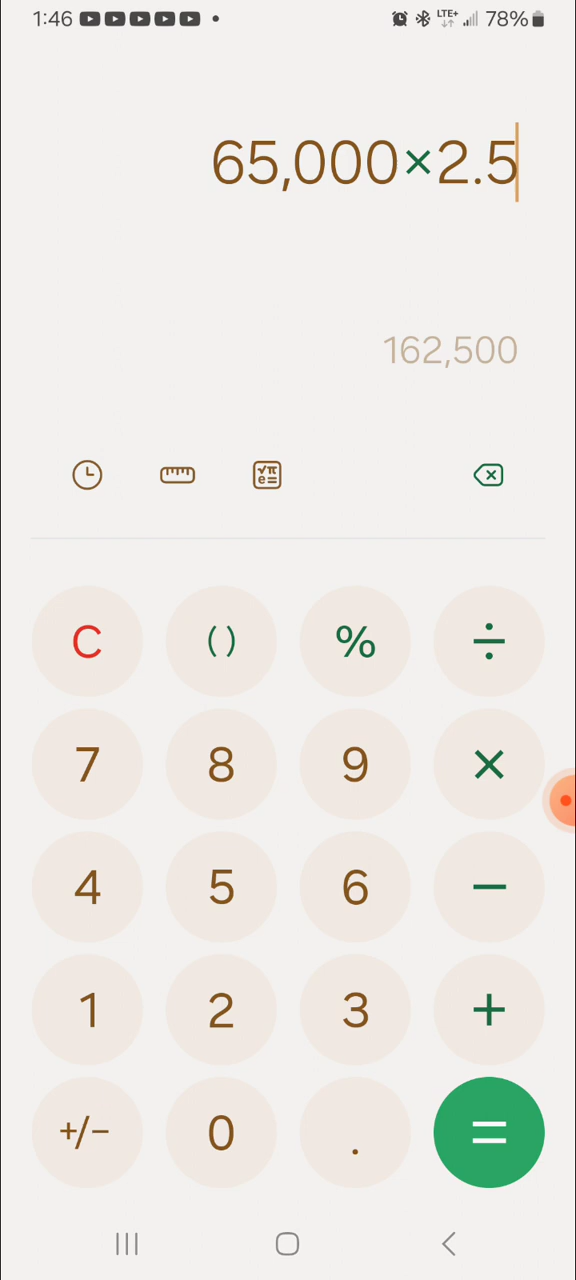 1:46 LTE+ 78%
65,000×2.5
162,500
√π
e=
C ( ) % ÷
7 8 9 ×
4 5 6 −
1 2 3 +
+/− 0 . =